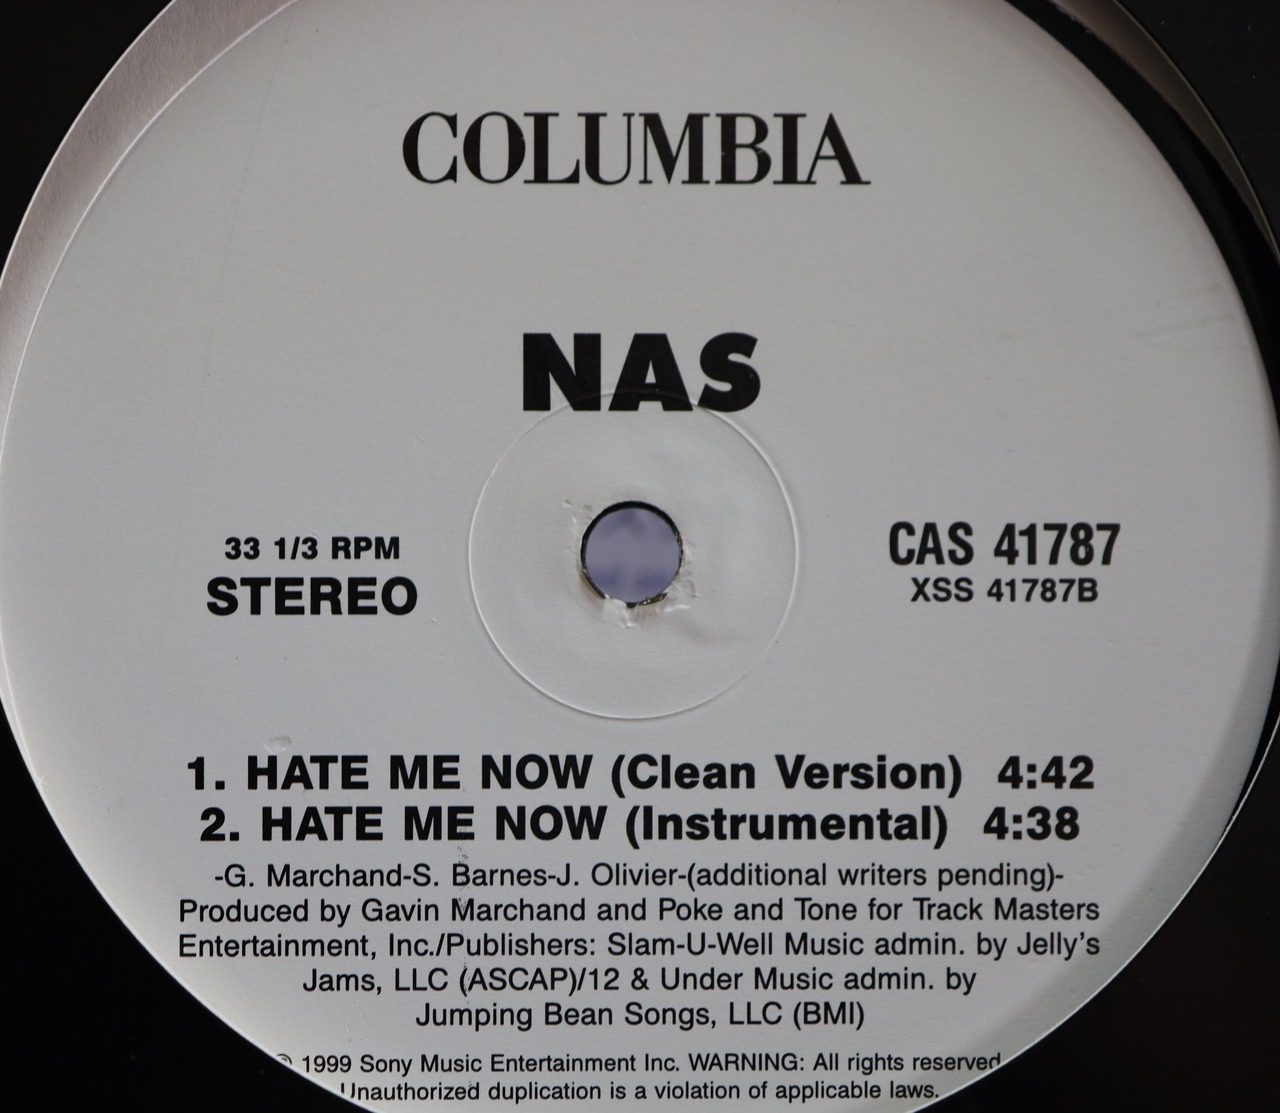 COLUMBIA
NAS
33 1/3 RPM
STEREO
CAS 41787
XSS 41787B
1. HATE ME NOW (Clean Version) 4:42
2. HATE ME NOW (Instrumental) 4:38
-G. Marchand-S. Barnes-J. Olivier-(additional writers pending)-
Produced by Gavin Marchand and Poke and Tone for Track Masters
Entertainment, Inc./Publishers: Slam-U-Well Music admin. by Jelly's
Jams, LLC (ASCAP)/12 & Under Music admin. by
Jumping Bean Songs, LLC (BMI)
℗ 1999 Sony Music Entertainment Inc. WARNING: All rights reserved
Unauthorized duplication is a violation of applicable laws.